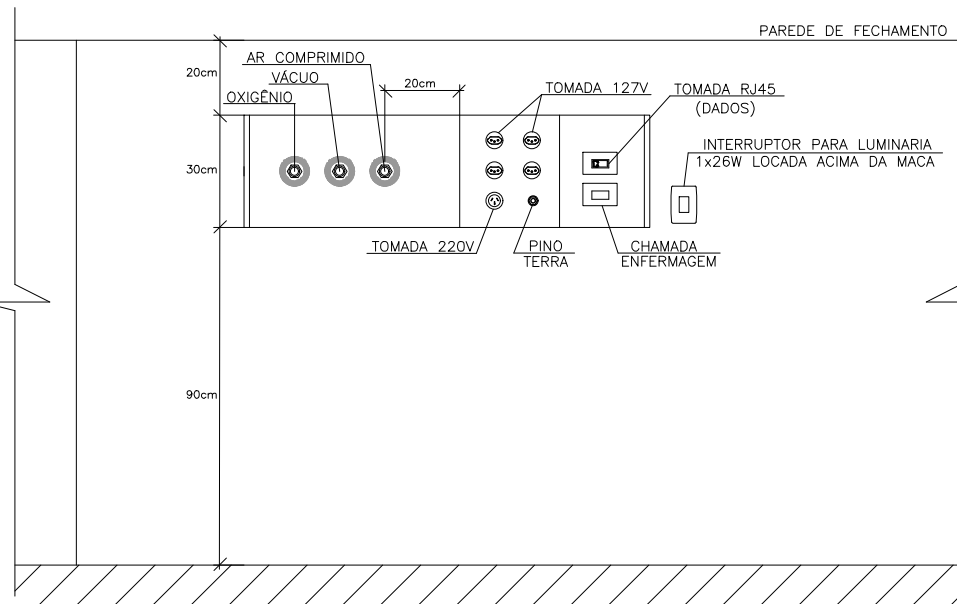 PAREDE DE FECHAMENTO
AR COMPRIMIDO
20cm
VÁCUO
20cm
TOMADA 127V
TOMADA RJ45
(DADOS)
OXIGÊNIO
INTERRUPTOR PARA LUMINARIA
1x26W LOCADA ACIMA DA MACA
30cm
TOMADA 220V
PINO
TERRA
CHAMADA
ENFERMAGEM
90cm